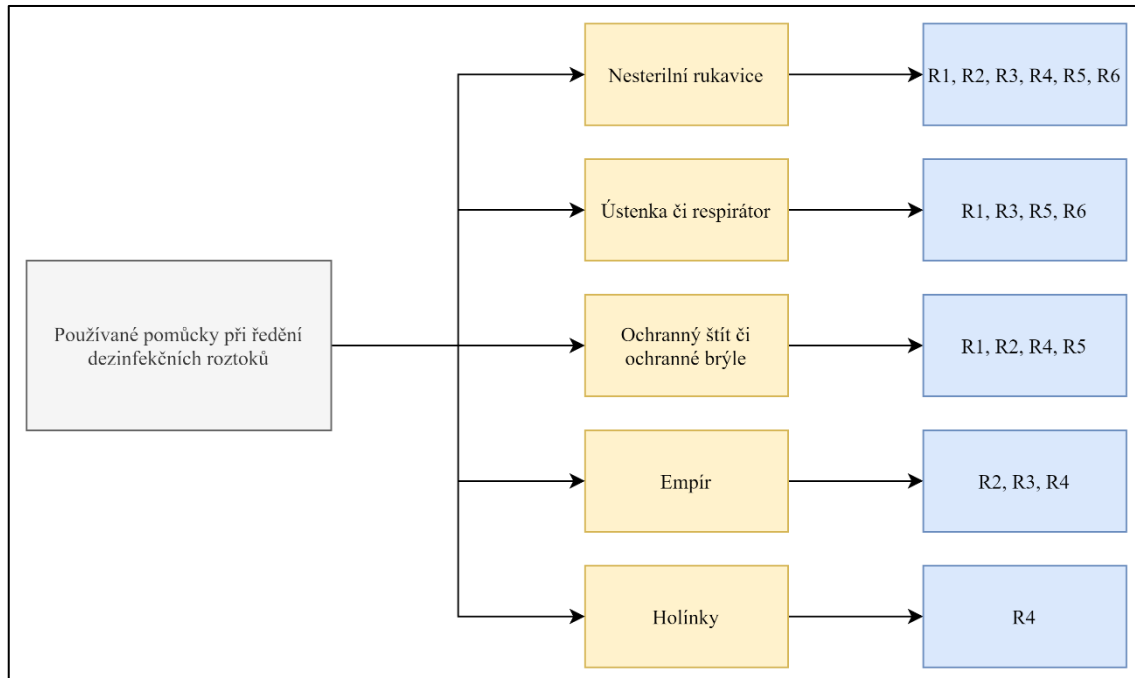 Nesterilní rukavice
R1, R2, R3, R4, R5, R6
Ústenka či respirátor
R1, R3, R5, R6
Používané pomůcky při ředění
dezinfekčních roztoků
Ochranný štít či
ochranné brýle
R1, R2, R4, R5
Empír
R2, R3, R4
Holínky
R4